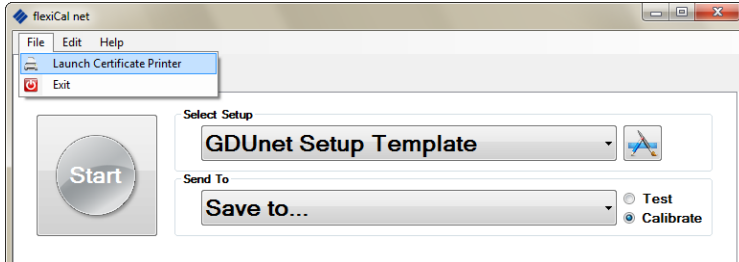 flexiCal net
File Edit Help
Launch Certificate Printer
Exit
Start
Select Setup
GDUnet Setup Template
Send To
Save to...
Test
Calibrate